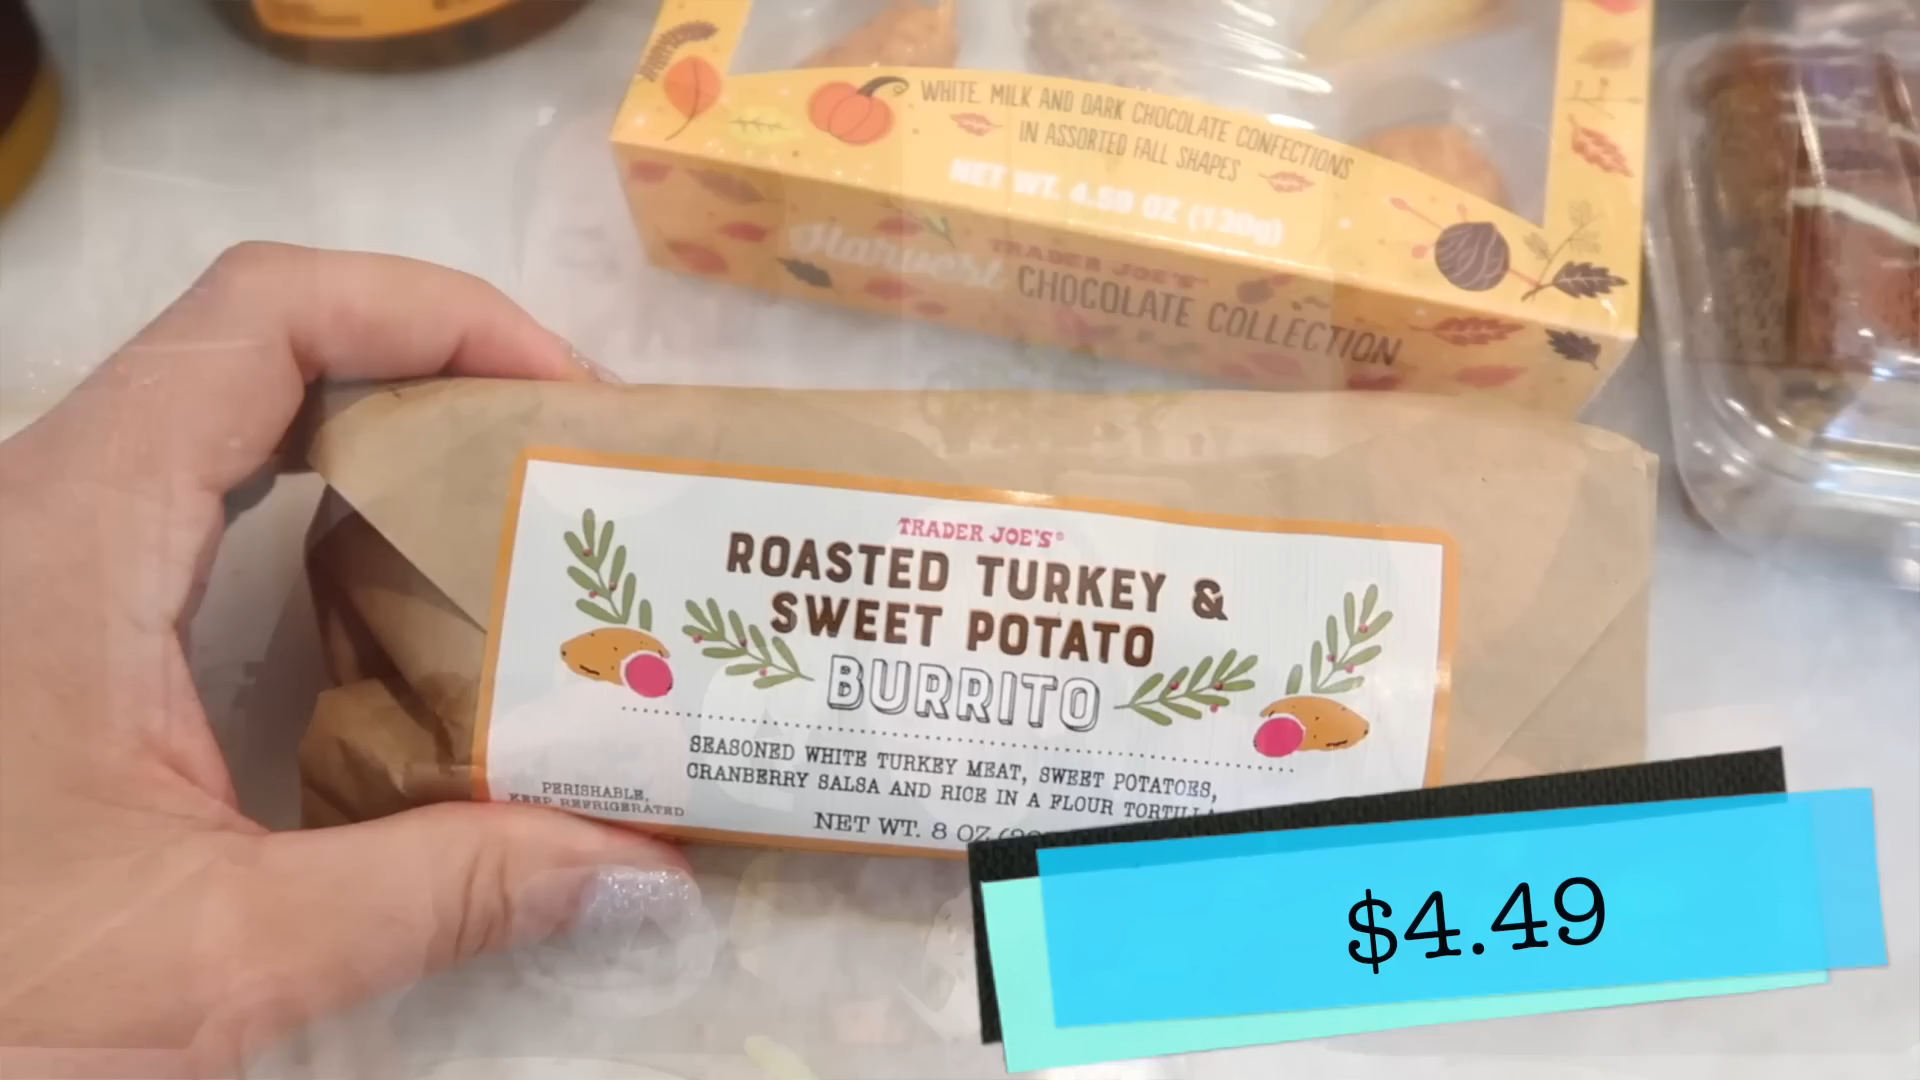 WHITE, MILK AND DARK CHOCOLATE CONFECTIONS
IN ASSORTED FALL SHAPES
NET WT. 4.59 OZ (130g)
TRADER JOE'S
Harvest CHOCOLATE COLLECTION
TRADER JOE'S®
ROASTED TURKEY &
SWEET POTATO
BURRITO
SEASONED WHITE TURKEY MEAT, SWEET POTATOES,
CRANBERRY SALSA AND RICE IN A FLOUR TORTILLA
PERISHABLE,
KEEP REFRIGERATED
NET WT. 8 OZ
$4.49